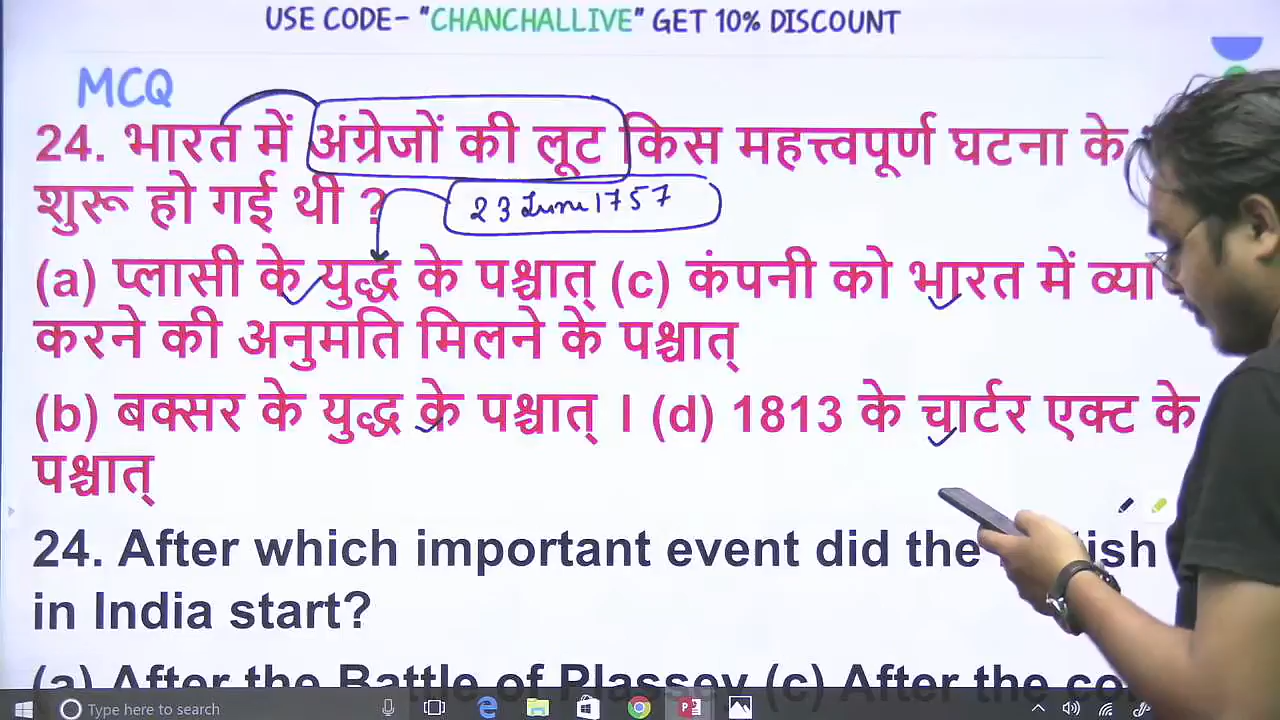 USE CODE- "CHANCHALLIVE" GET 10% DISCOUNT
MCQ
24. भारत में अंग्रेजों की लूट किस महत्त्वपूर्ण घटना के
शुरू हो गई थी ?
23 June 1757
(a) प्लासी के युद्ध के पश्चात् (c) कंपनी को भारत में व्या
करने की अनुमति मिलने के पश्चात्
(b) बक्सर के युद्ध के पश्चात् । (d) 1813 के चार्टर एक्ट के
पश्चात्
24. After which important event did the
in India start?
(a) After the Battle of Plassey (c) After the
Type here to search